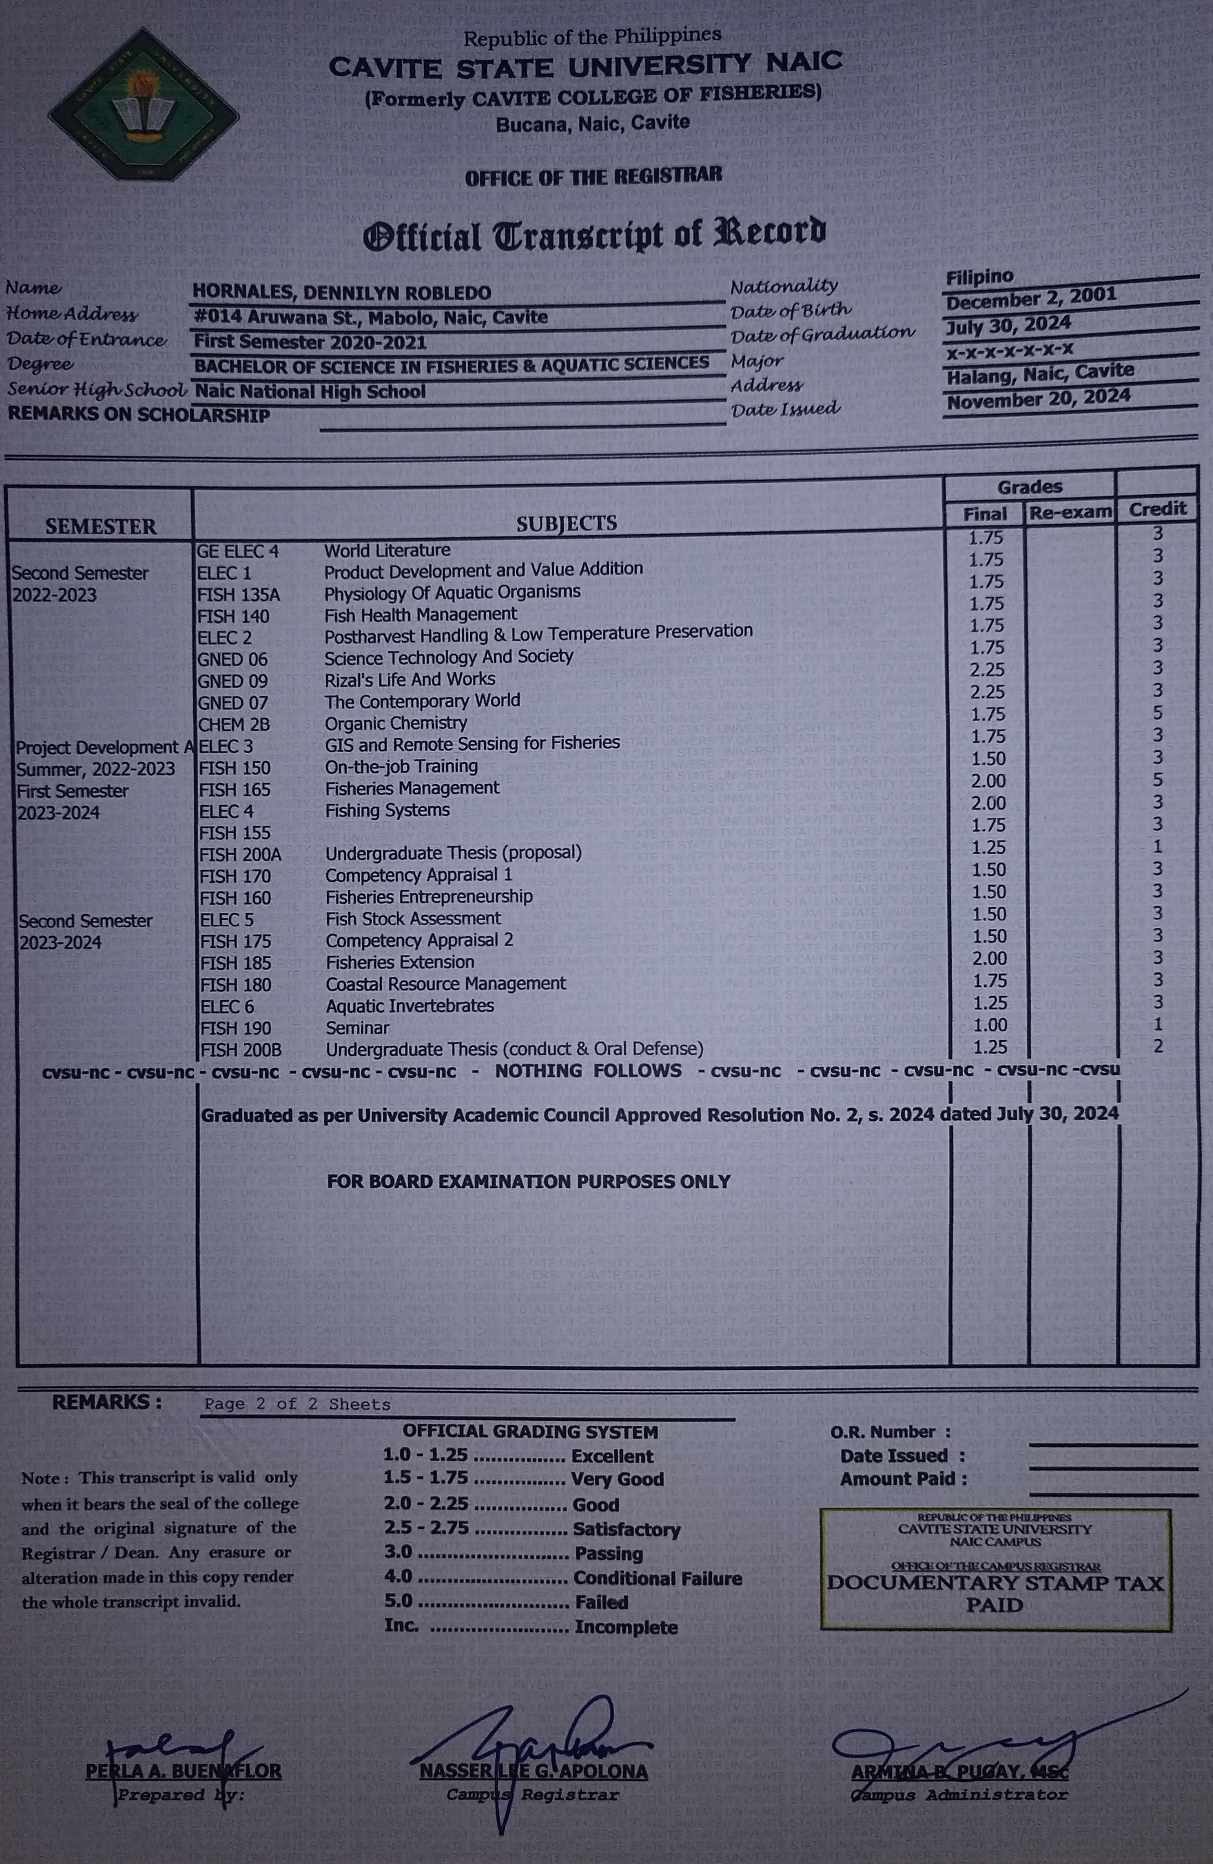 Republic of the Philippines
CAVITE STATE UNIVERSITY NAIC
(Formerly CAVITE COLLEGE OF FISHERIES)
Bucana, Naic, Cavite
OFFICE OF THE REGISTRAR
Official Transcript of Record
Name HORNALES, DENNILYN ROBLEDO Nationality Filipino
Home Address #014 Aruwana St., Mabolo, Naic, Cavite Date of Birth December 2, 2001
Date of Entrance First Semester 2020-2021 Date of Graduation July 30, 2024
Degree BACHELOR OF SCIENCE IN FISHERIES & AQUATIC SCIENCES Major x-x-x-x-x-x-x
Senior High School Naic National High School Address Halang, Naic, Cavite
REMARKS ON SCHOLARSHIP Date Issued November 20, 2024
Grades
SEMESTER SUBJECTS Final Re-exam Credit
GE ELEC 4 World Literature 1.75 3
Second Semester ELEC 1 Product Development and Value Addition 1.75 3
2022-2023 FISH 135A Physiology Of Aquatic Organisms 1.75 3
FISH 140 Fish Health Management 1.75 3
ELEC 2 Postharvest Handling & Low Temperature Preservation 1.75 3
GNED 06 Science Technology And Society 1.75 3
GNED 09 Rizal's Life And Works 2.25 3
GNED 07 The Contemporary World 2.25 3
CHEM 2B Organic Chemistry 1.75 5
Project Development A ELEC 3 GIS and Remote Sensing for Fisheries 1.75 3
Summer, 2022-2023 FISH 150 On-the-job Training 1.50 3
First Semester FISH 165 Fisheries Management 2.00 5
2023-2024 ELEC 4 Fishing Systems 2.00 3
FISH 155 1.75 3
FISH 200A Undergraduate Thesis (proposal) 1.25 1
FISH 170 Competency Appraisal 1 1.50 3
FISH 160 Fisheries Entrepreneurship 1.50 3
Second Semester ELEC 5 Fish Stock Assessment 1.50 3
2023-2024 FISH 175 Competency Appraisal 2 1.50 3
FISH 185 Fisheries Extension 2.00 3
FISH 180 Coastal Resource Management 1.75 3
ELEC 6 Aquatic Invertebrates 1.25 3
FISH 190 Seminar 1.00 1
FISH 200B Undergraduate Thesis (conduct & Oral Defense) 1.25 2
cvsu-nc - cvsu-nc - cvsu-nc - cvsu-nc - cvsu-nc - NOTHING FOLLOWS - cvsu-nc - cvsu-nc - cvsu-nc - cvsu-nc -cvsu
Graduated as per University Academic Council Approved Resolution No. 2, s. 2024 dated July 30, 2024
FOR BOARD EXAMINATION PURPOSES ONLY
REMARKS : Page 2 of 2 Sheets
OFFICIAL GRADING SYSTEM
1.0 - 1.25 ................ Excellent
1.5 - 1.75 ................ Very Good
2.0 - 2.25 ................ Good
2.5 - 2.75 ................ Satisfactory
3.0 .......................... Passing
4.0 .......................... Conditional Failure
5.0 .......................... Failed
Inc. ........................ Incomplete
Note : This transcript is valid only
when it bears the seal of the college
and the original signature of the
Registrar / Dean. Any erasure or
alteration made in this copy render
the whole transcript invalid.
O.R. Number :
Date Issued :
Amount Paid :
REPUBLIC OF THE PHILIPPINES
CAVITE STATE UNIVERSITY
NAIC CAMPUS
OFFICE OF THE CAMPUS REGISTRAR
DOCUMENTARY STAMP TAX
PAID
PERLA A. BUENAFLOR NASSER LEE G. APOLONA ARMINA B. PUGAY, MSc
Prepared by: Campus Registrar Campus Administrator